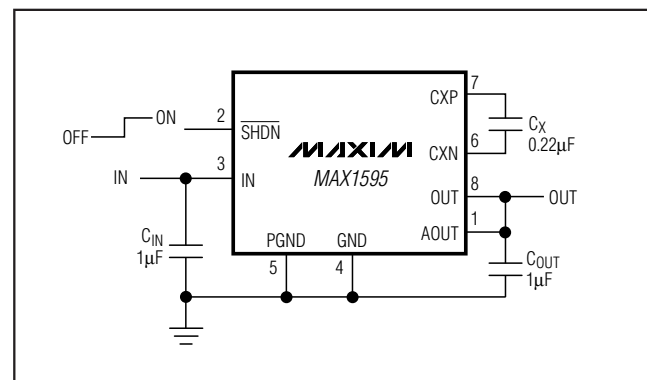 7
CXP
ON
2
OFF
SHDN
CX
0.22µF
MAXIM
6
CXN
3
IN
IN
MAX1595
8
OUT
OUT
1
AOUT
CIN
1µF
PGND
GND
COUT
1µF
5
4